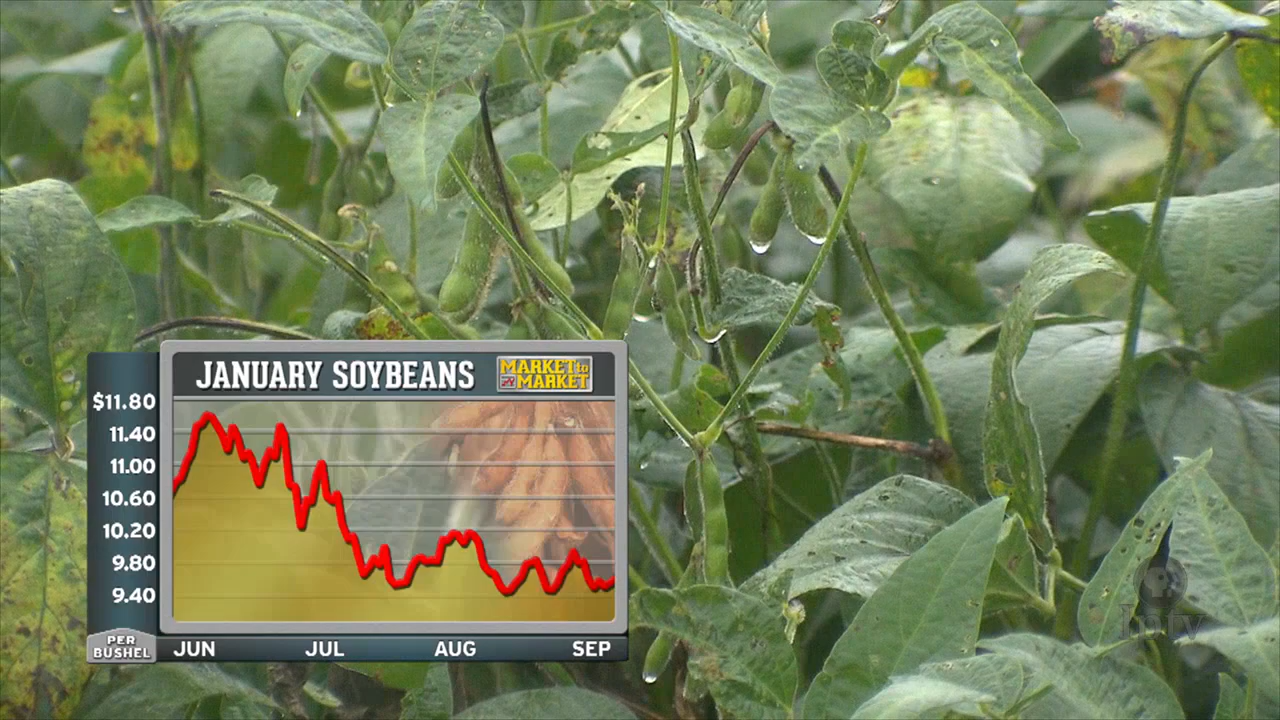 JANUARY SOYBEANS
MARKET to MARKET
$11.80
11.40
11.00
10.60
10.20
9.80
9.40
PER
BUSHEL
JUN JUL AUG SEP
PBS